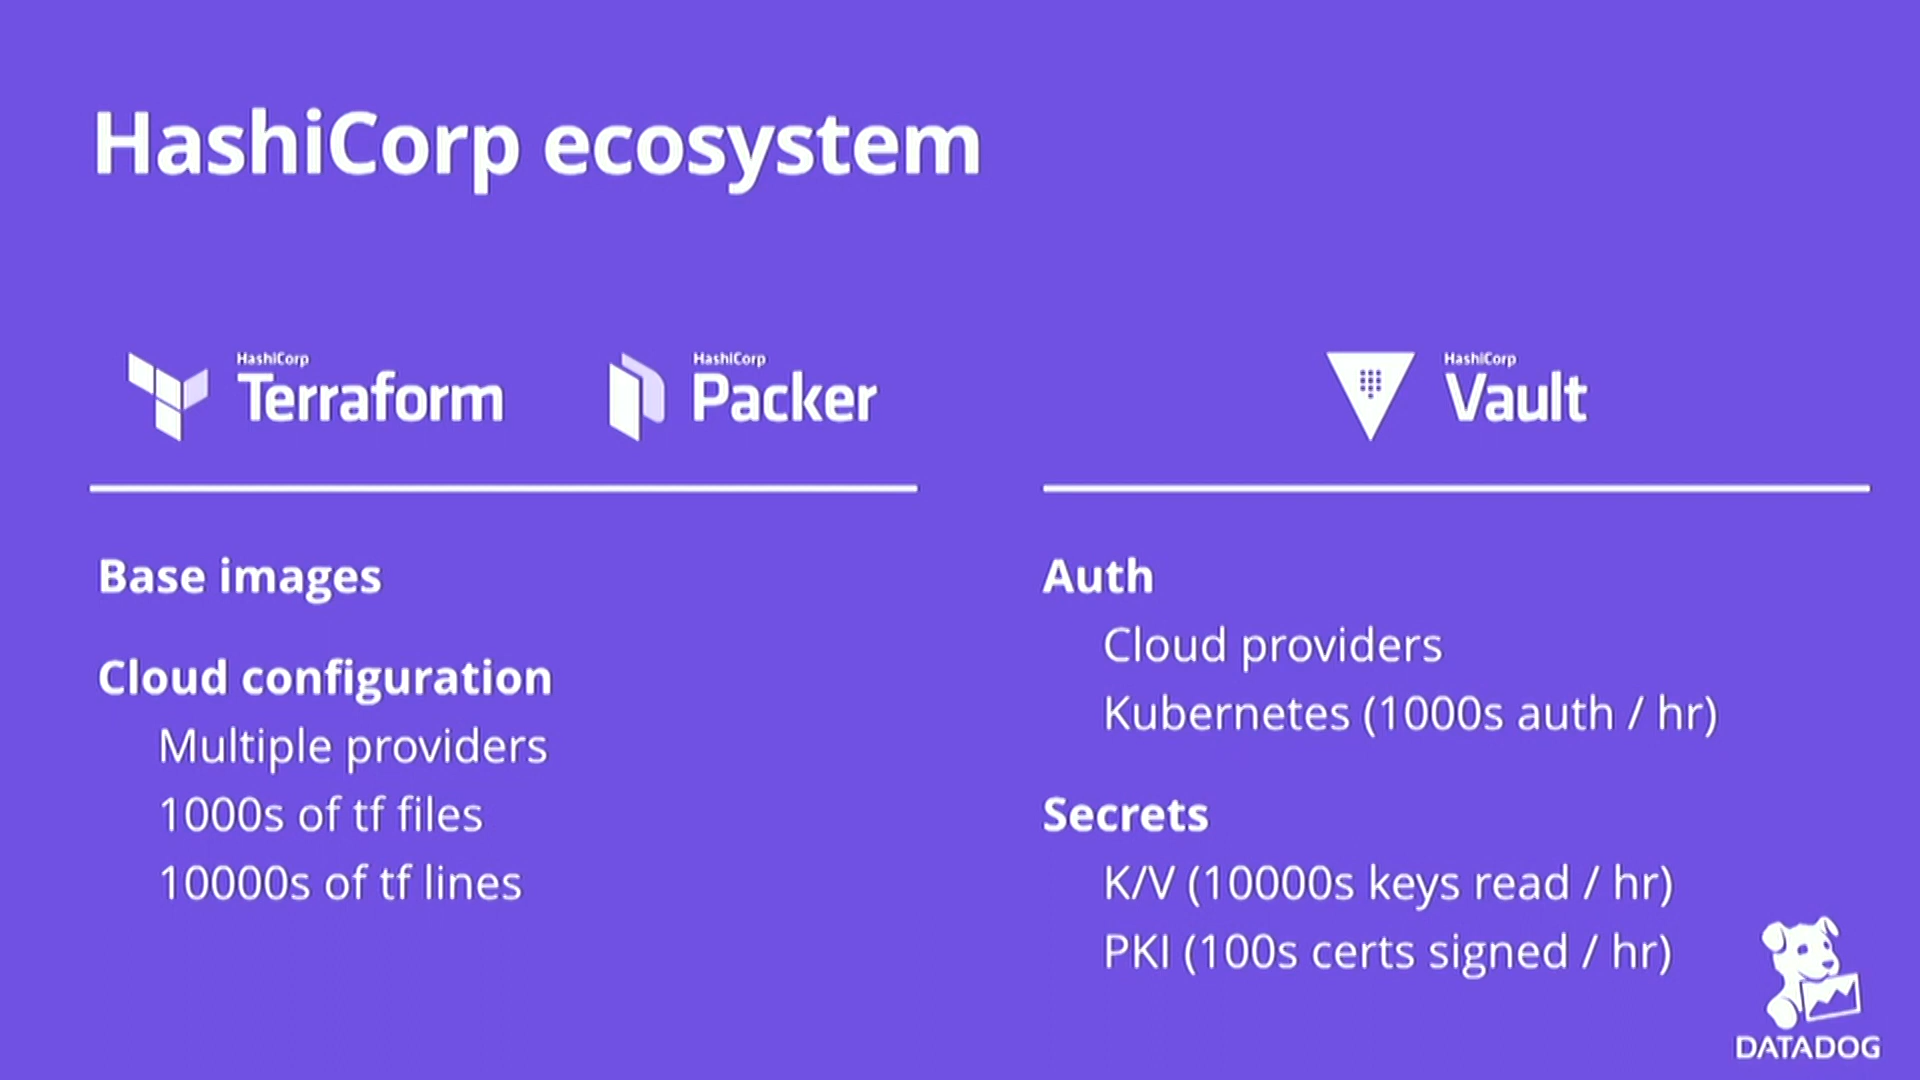 HashiCorp ecosystem
HashiCorp
Terraform
HashiCorp
Packer
Base images
Cloud configuration
Multiple providers
1000s of tf files
10000s of tf lines
HashiCorp
Vault
Auth
Cloud providers
Kubernetes (1000s auth / hr)
Secrets
K/V (10000s keys read / hr)
PKI (100s certs signed / hr)
DATADOG